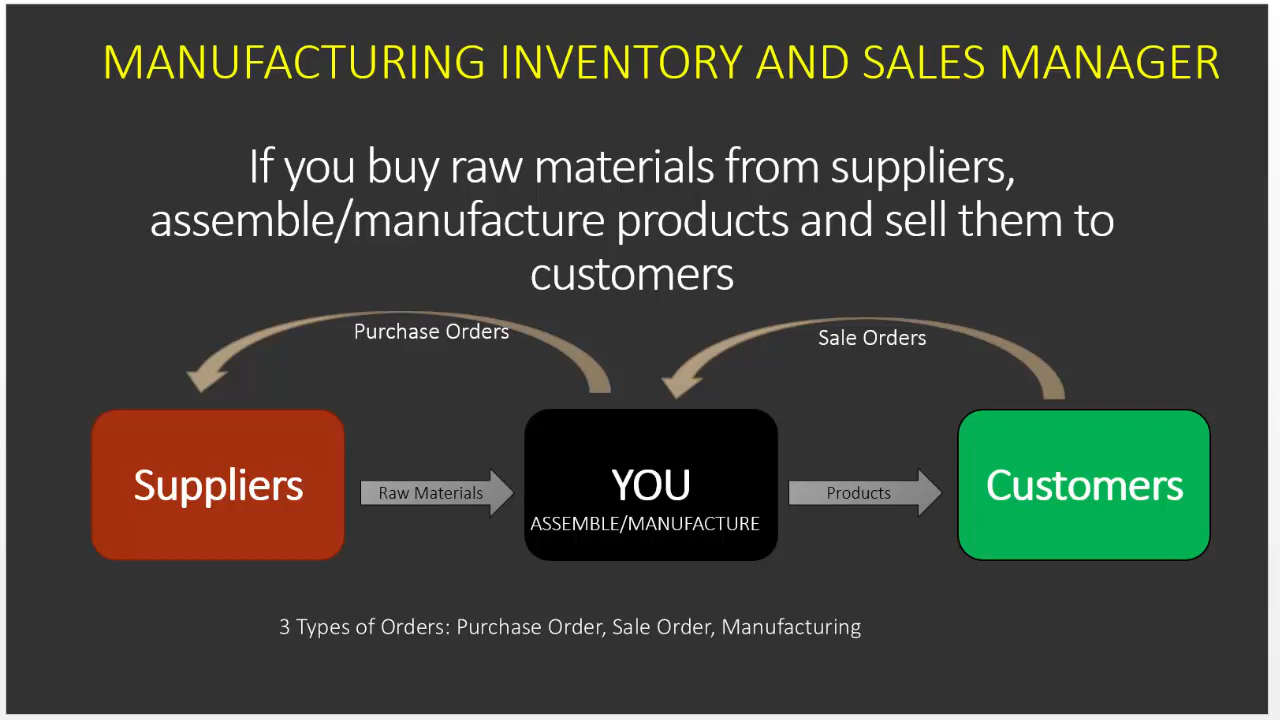 MANUFACTURING INVENTORY AND SALES MANAGER
If you buy raw materials from suppliers,
assemble/manufacture products and sell them to
customers
Purchase Orders
Sale Orders
Suppliers
Raw Materials
YOU
ASSEMBLE/MANUFACTURE
Products
Customers
3 Types of Orders: Purchase Order, Sale Order, Manufacturing